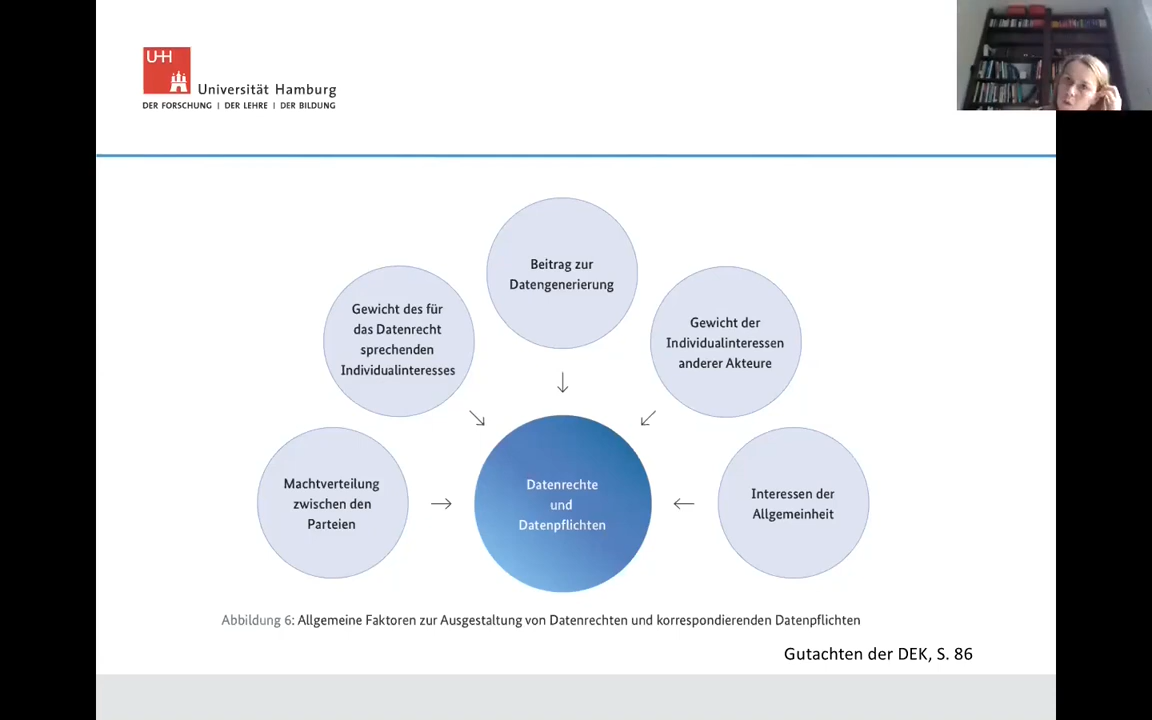 UH
Universität Hamburg
DER FORSCHUNG | DER LEHRE | DER BILDUNG
Beitrag zur
Datengenerierung
Gewicht des für
das Datenrecht
sprechenden
Individualinteresses
Gewicht der
Individualinteressen
anderer Akteure
Machtverteilung
zwischen den
Parteien
Datenrechte
und
Datenpflichten
Interessen der
Allgemeinheit
Abbildung 6: Allgemeine Faktoren zur Ausgestaltung von Datenrechten und korrespondierenden Datenpflichten
Gutachten der DEK, S. 86